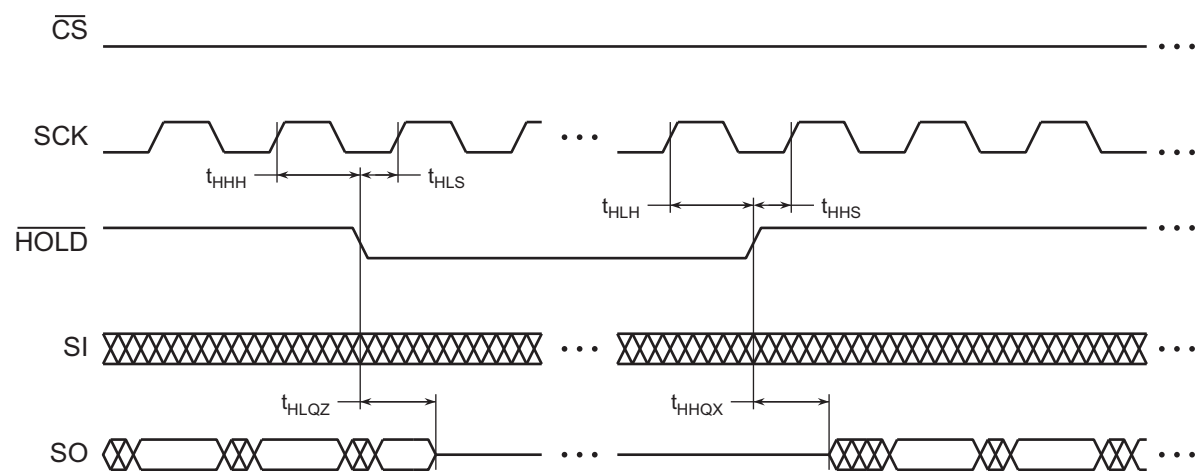 CS
SCK
tHHH tHLS
tHLH tHHS
HOLD
SI
tHLQZ tHHQX
SO